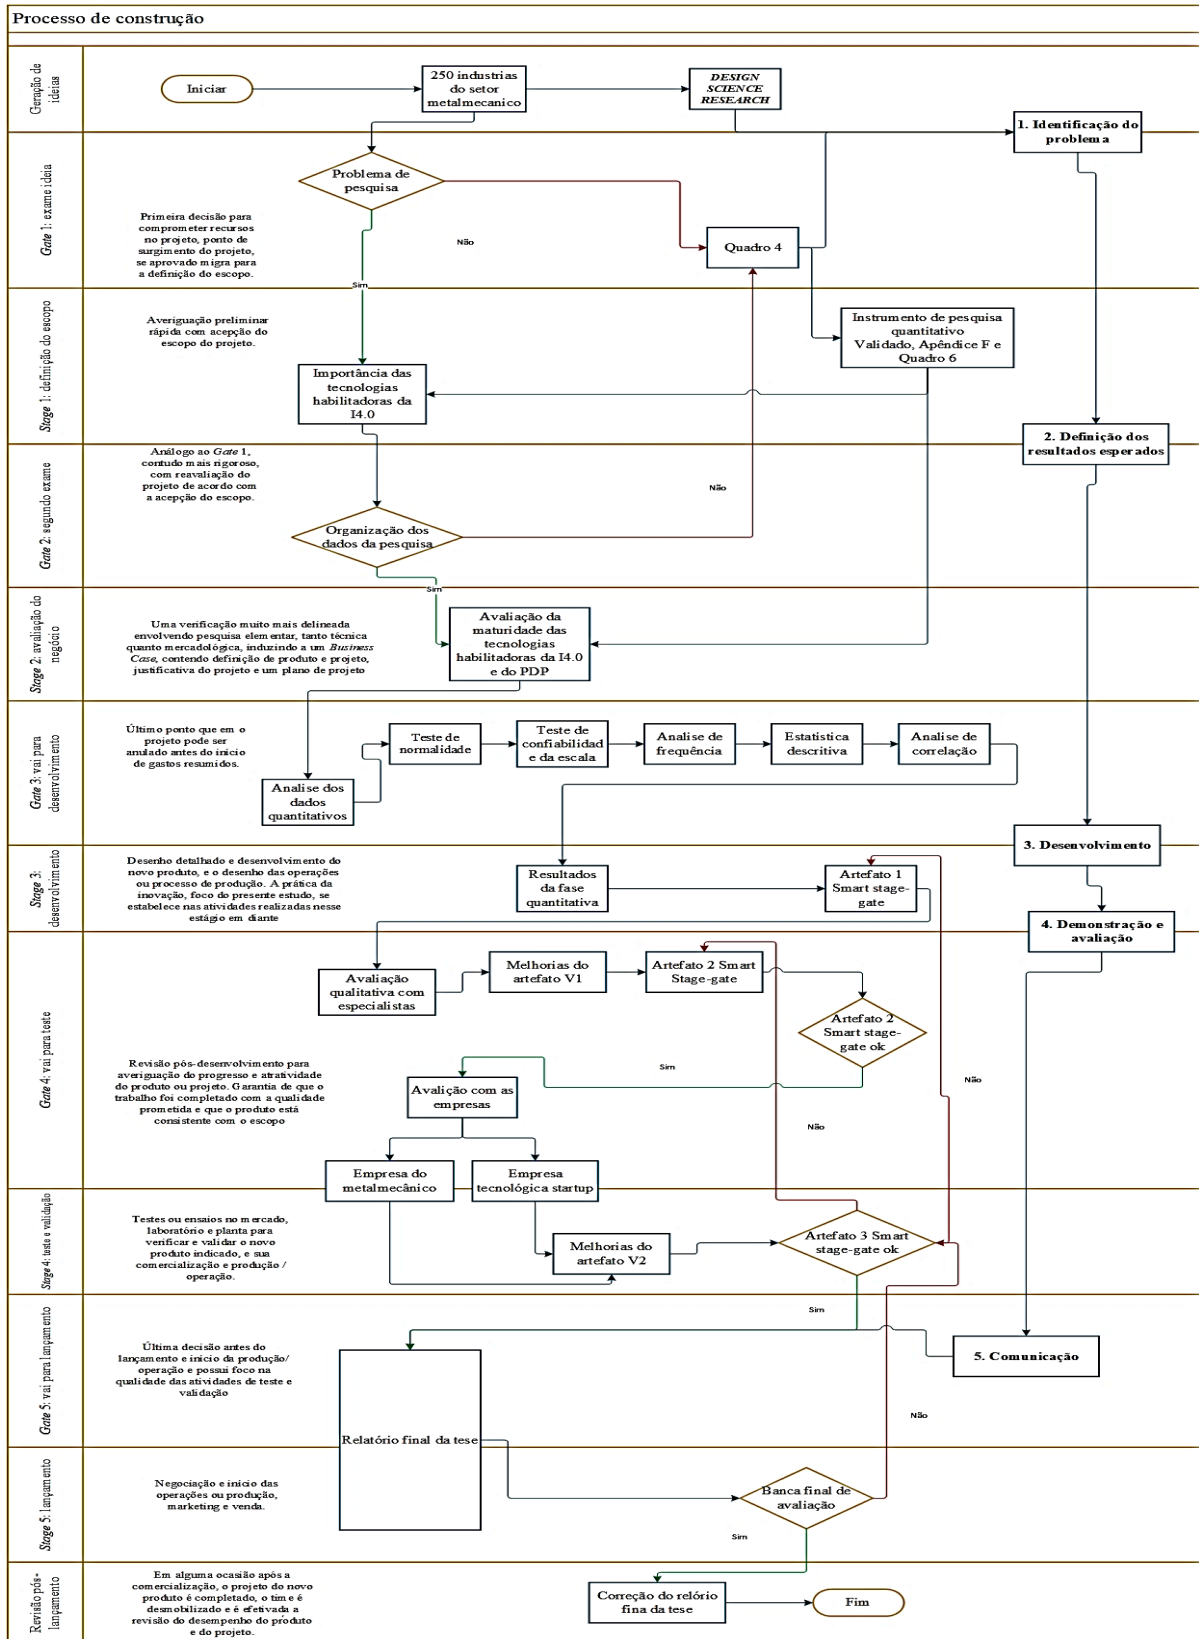 Processo de construção
Geração de
ideias
Iniciar
250 industrias
do setor
metalmecanico
DESIGN
SCIENCE
RESEARCH
1. Identificação do
problema
Gate 1: exame ideia
Problema de
pesquisa
Primeira decisão para
comprometer recursos
no projeto, ponto de
surgimento do projeto,
se aprovado migra para
a definição do escopo.
Não
Quadro 4
Sim
Stage 1: definição do escopo
Averiguação preliminar
rápida com acepção do
escopo do projeto.
Instrumento de pesquisa
quantitativo
Validado, Apêndice F e
Quadro 6
Importância das
tecnologias
habilitadoras da
I4.0
2. Definição dos
resultados esperados
Gate 2: segundo exame
Análogo ao Gate 1,
contudo mais rigoroso,
com reavaliação do
projeto de acordo com
a acepção do escopo.
Não
Organização dos
dados da pesquisa
Sim
Stage 2: avaliação do
negócio
Uma verificação muito mais delineada
envolvendo pesquisa elementar, tanto técnica
quanto mercadológica, induzindo a um Business
Case, contendo definição de produto e projeto,
justificativa do projeto e um plano de projeto
Avaliação da
maturidade das
tecnologias
habilitadoras da I4.0
e do PDP
Gate 3: vai para
desenvolvimento
Último ponto que em o
projeto pode ser
anulado antes do inicio
de gastos resumidos.
Analise dos
dados
quantitativos
Teste de
normalidade
Teste de
confiabilidad
e da escala
Analise de
frequência
Estatistica
descritiva
Analise de
correlação
3. Desenvolvimento
Stage 3:
desenvolvimento
Desenho detalhado e desenvolvimento do
novo produto, e o desenho das operações
ou processo de produção. A prática da
inovação, foco do presente estudo, se
estabelece nas atividades realizadas nesse
estágio em diante
Resultados
da fase
quantitativa
Artefato 1
Smart stage-
gate
4. Demonstração e
avaliação
Gate 4: vai para teste
Avaliação
qualitativa com
especialistas
Melhorias do
artefato V1
Artefato 2 Smart
Stage-gate
Artefato 2
Smart stage-
gate ok
Revisão pós-desenvolvimento para
averiguação do progresso e atratividade
do produto ou projeto. Garantia de que o
trabalho foi completado com a qualidade
prometida e que o produto está
consistente com o escopo
Sim
Não
Avalição com as
empresas
Não
Empresa do
metalmecânico
Empresa
tecnológica startup
Stage 4: teste e validação
Testes ou ensaios no mercado,
laboratório e planta para
verificar e validar o novo
produto indicado, e sua
comercialização e produção /
operação.
Melhorias do
artefato V2
Artefato 3 Smart
stage-gate ok
Sim
Gate 5: vai para lançamento
Última decisão antes do
lançamento e inicio da produção/
operação e possui foco na
qualidade das atividades de teste e
validação
5. Comunicação
Não
Relatório final da tese
Stage 5: lançamento
Negociação e inicio das
operações ou produção,
marketing e venda.
Banca final de
avaliação
Sim
Revisão pós-
lançamento
Em alguma ocasião após a
comercialização, o projeto do novo
produto é completado, o time é
desmobilizado e é efetivada a
revisão do desempenho do produto
e do projeto.
Correção do relório
fina da tese
Fim